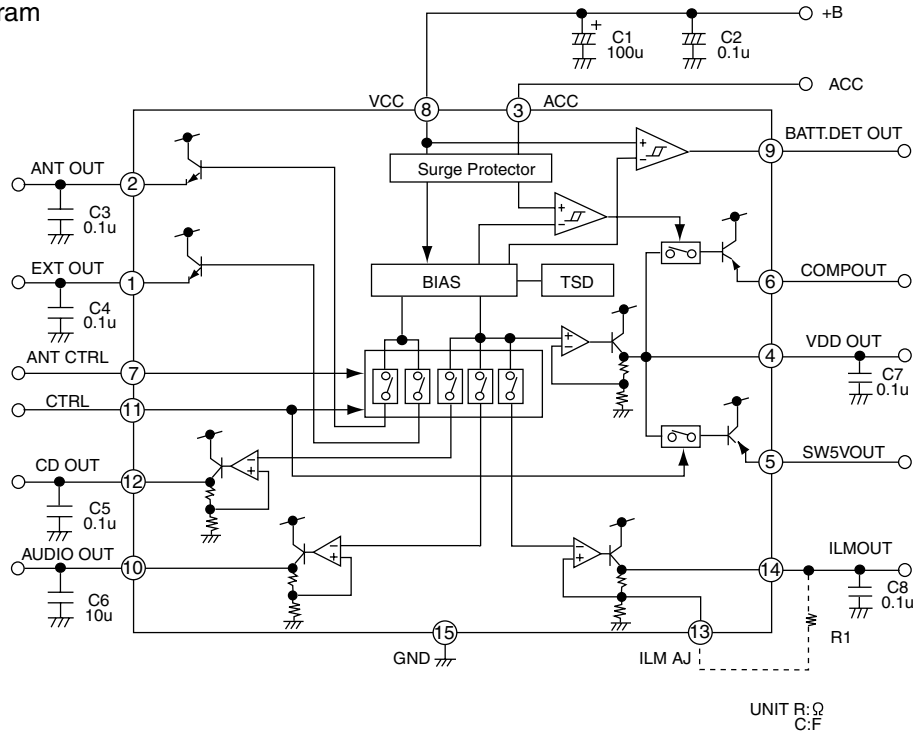 ram
+B
C1
100u
+
C2
0.1u
ACC
VCC
8
3
ACC
BATT.DET OUT
9
+
−
Surge Protector
ANT OUT
2
C3
0.1u
+
−
EXT OUT
1
C4
0.1u
BIAS
TSD
6
COMPOUT
+
−
4
VDD OUT
C7
0.1u
ANT CTRL
7
CTRL
11
5
SW5VOUT
CD OUT
12
−
+
C5
0.1u
AUDIO OUT
10
−
+
C6
10u
−
+
14
ILMOUT
C8
0.1u
15
GND
13
ILM AJ
R1
UNIT R:Ω
C:F